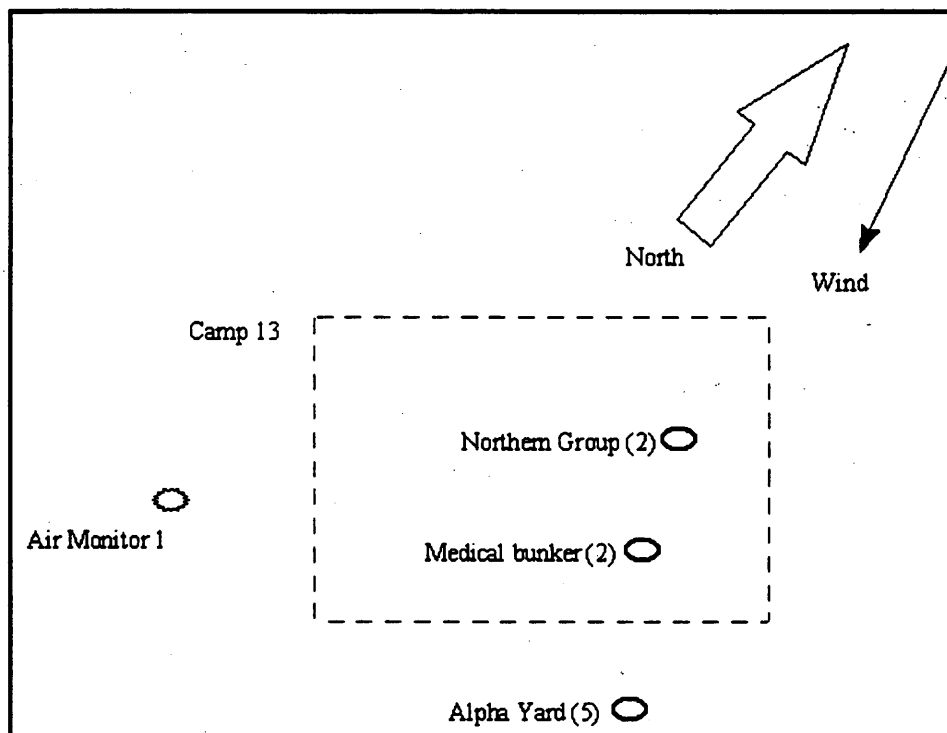 North
Wind
Camp 13
Northern Group (2)
Air Monitor 1
Medical bunker (2)
Alpha Yard (5)